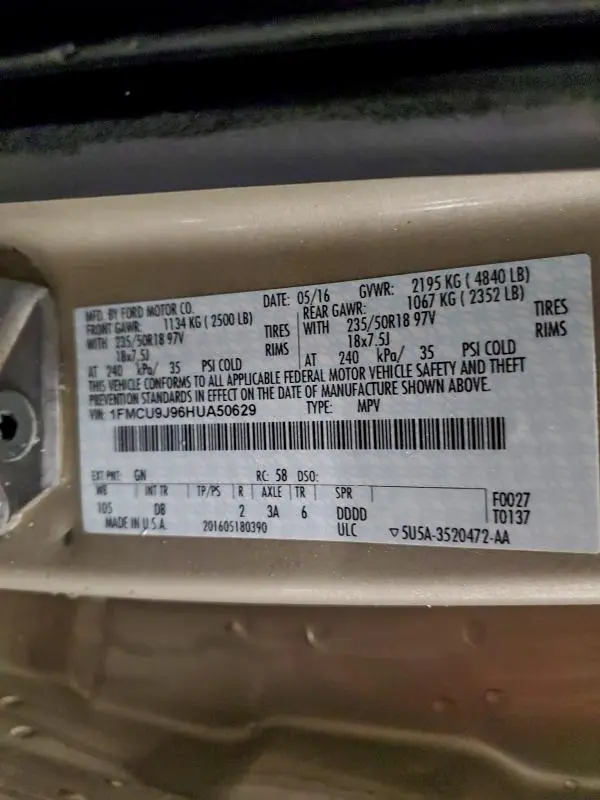 MFD. BY FORD MOTOR CO. DATE: 05/16 GVWR: 2195 KG ( 4840 LB)
FRONT GAWR: 1134 KG ( 2500 LB) REAR GAWR: 1067 KG ( 2352 LB)
WITH 235/50R18 97V TIRES WITH 235/50R18 97V TIRES
18x7.5J RIMS 18x7.5J RIMS
AT 240 kPa/ 35 PSI COLD AT 240 kPa/ 35 PSI COLD
THIS VEHICLE CONFORMS TO ALL APPLICABLE FEDERAL MOTOR VEHICLE SAFETY AND THEFT
PREVENTION STANDARDS IN EFFECT ON THE DATE OF MANUFACTURE SHOWN ABOVE.
VIN: 1FMCU9J96HUA50629 TYPE: MPV
EXT PNT: GN RC: 58 DSO:
WB INT TR TP/PS R AXLE TR SPR F0027
105 DB 2 3A 6 DDDD T0137
MADE IN U.S.A. 201605180390 ULC ▽5U5A-3520472-AA